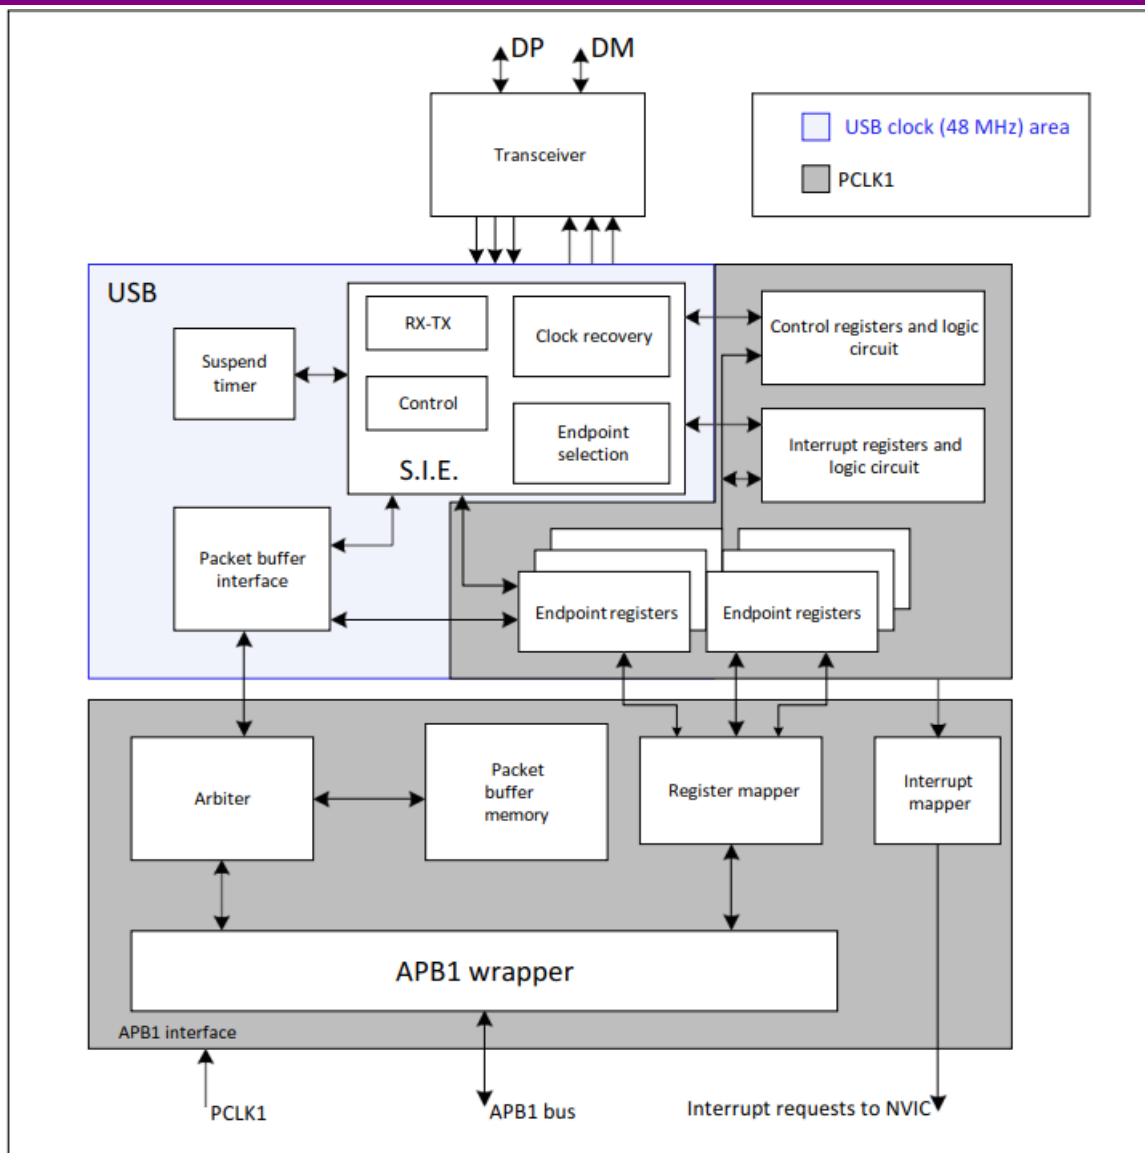 DP
DM
Transceiver
USB clock (48 MHz) area
PCLK1
USB
RX-TX
Clock recovery
Control registers and logic
circuit
Suspend
timer
Control
Endpoint
selection
Interrupt registers and
logic circuit
S.I.E.
Packet buffer
interface
Endpoint registers
Endpoint registers
Arbiter
Packet
buffer
memory
Register mapper
Interrupt
mapper
APB1 wrapper
APB1 interface
PCLK1
APB1 bus
Interrupt requests to NVIC